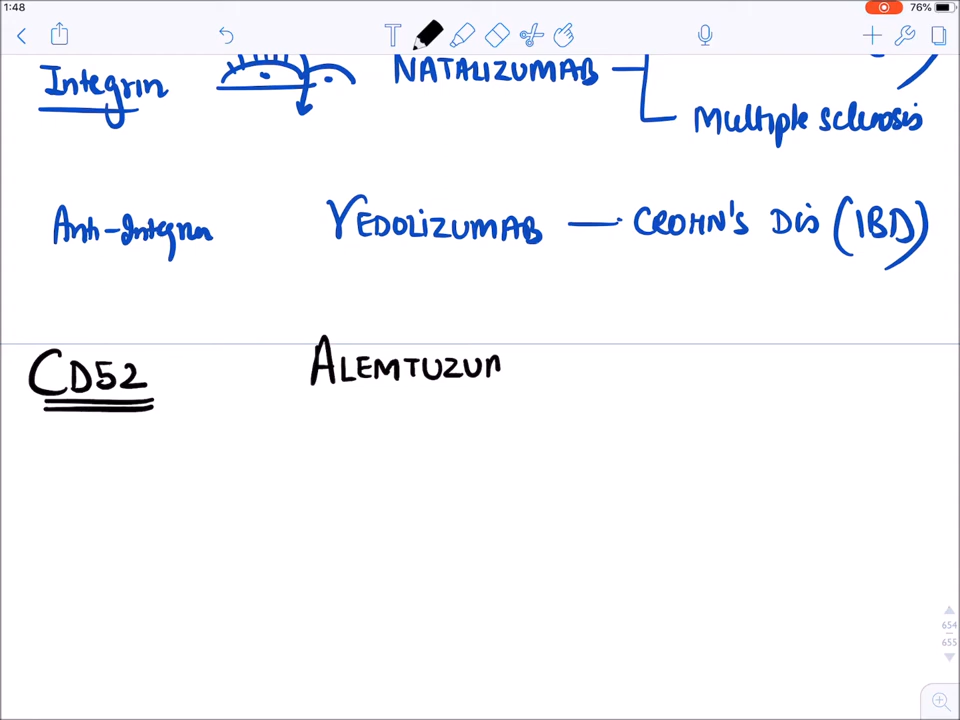 1:48
76%
T
Integrin
NATALIZUMAB
Multiple sclerosis
Anti-Integrin
VEDOLIZUMAB — CROHN'S Dis (IBD)
CD52
ALEMTUZUM
654
655